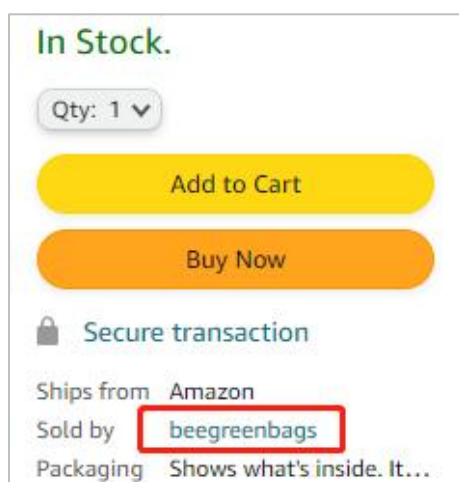 In Stock.
Qty: 1
Add to Cart
Buy Now
Secure transaction
Ships from Amazon
Sold by beegreenbags
Packaging Shows what's inside. It...